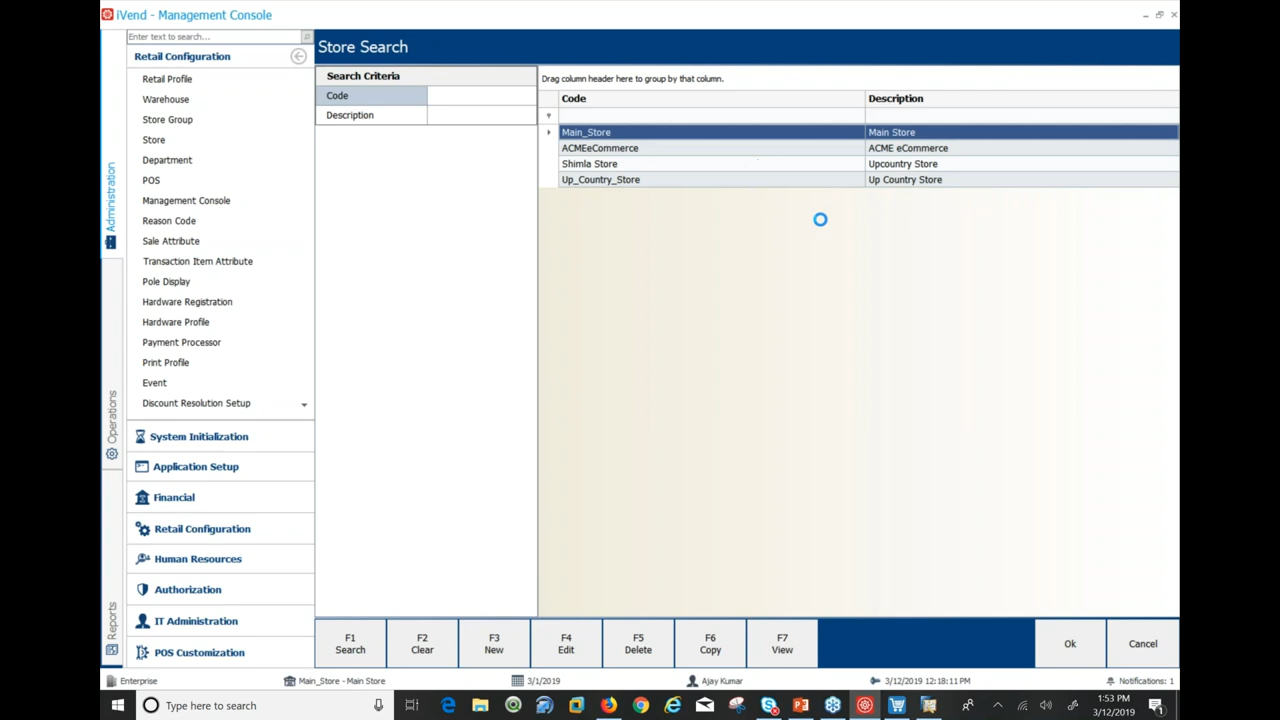 iVend - Management Console
Enter text to search...
Retail Configuration
Retail Profile
Warehouse
Store Group
Store
Department
POS
Management Console
Reason Code
Sale Attribute
Transaction Item Attribute
Pole Display
Hardware Registration
Hardware Profile
Payment Processor
Print Profile
Event
Discount Resolution Setup
System Initialization
Application Setup
Financial
Retail Configuration
Human Resources
Authorization
IT Administration
POS Customization
Administration
Operations
Reports
Store Search
Search Criteria
Code
Description
Drag column header here to group by that column.
Code Description
Main_Store Main Store
ACMEeCommerce ACME eCommerce
Shimla Store Upcountry Store
Up_Country_Store Up Country Store
F1 Search
F2 Clear
F3 New
F4 Edit
F5 Delete
F6 Copy
F7 View
Ok
Cancel
Enterprise Main_Store - Main Store 3/1/2019 Ajay Kumar 3/12/2019 12:18:11 PM Notifications: 1
Type here to search
1:53 PM
3/12/2019
1